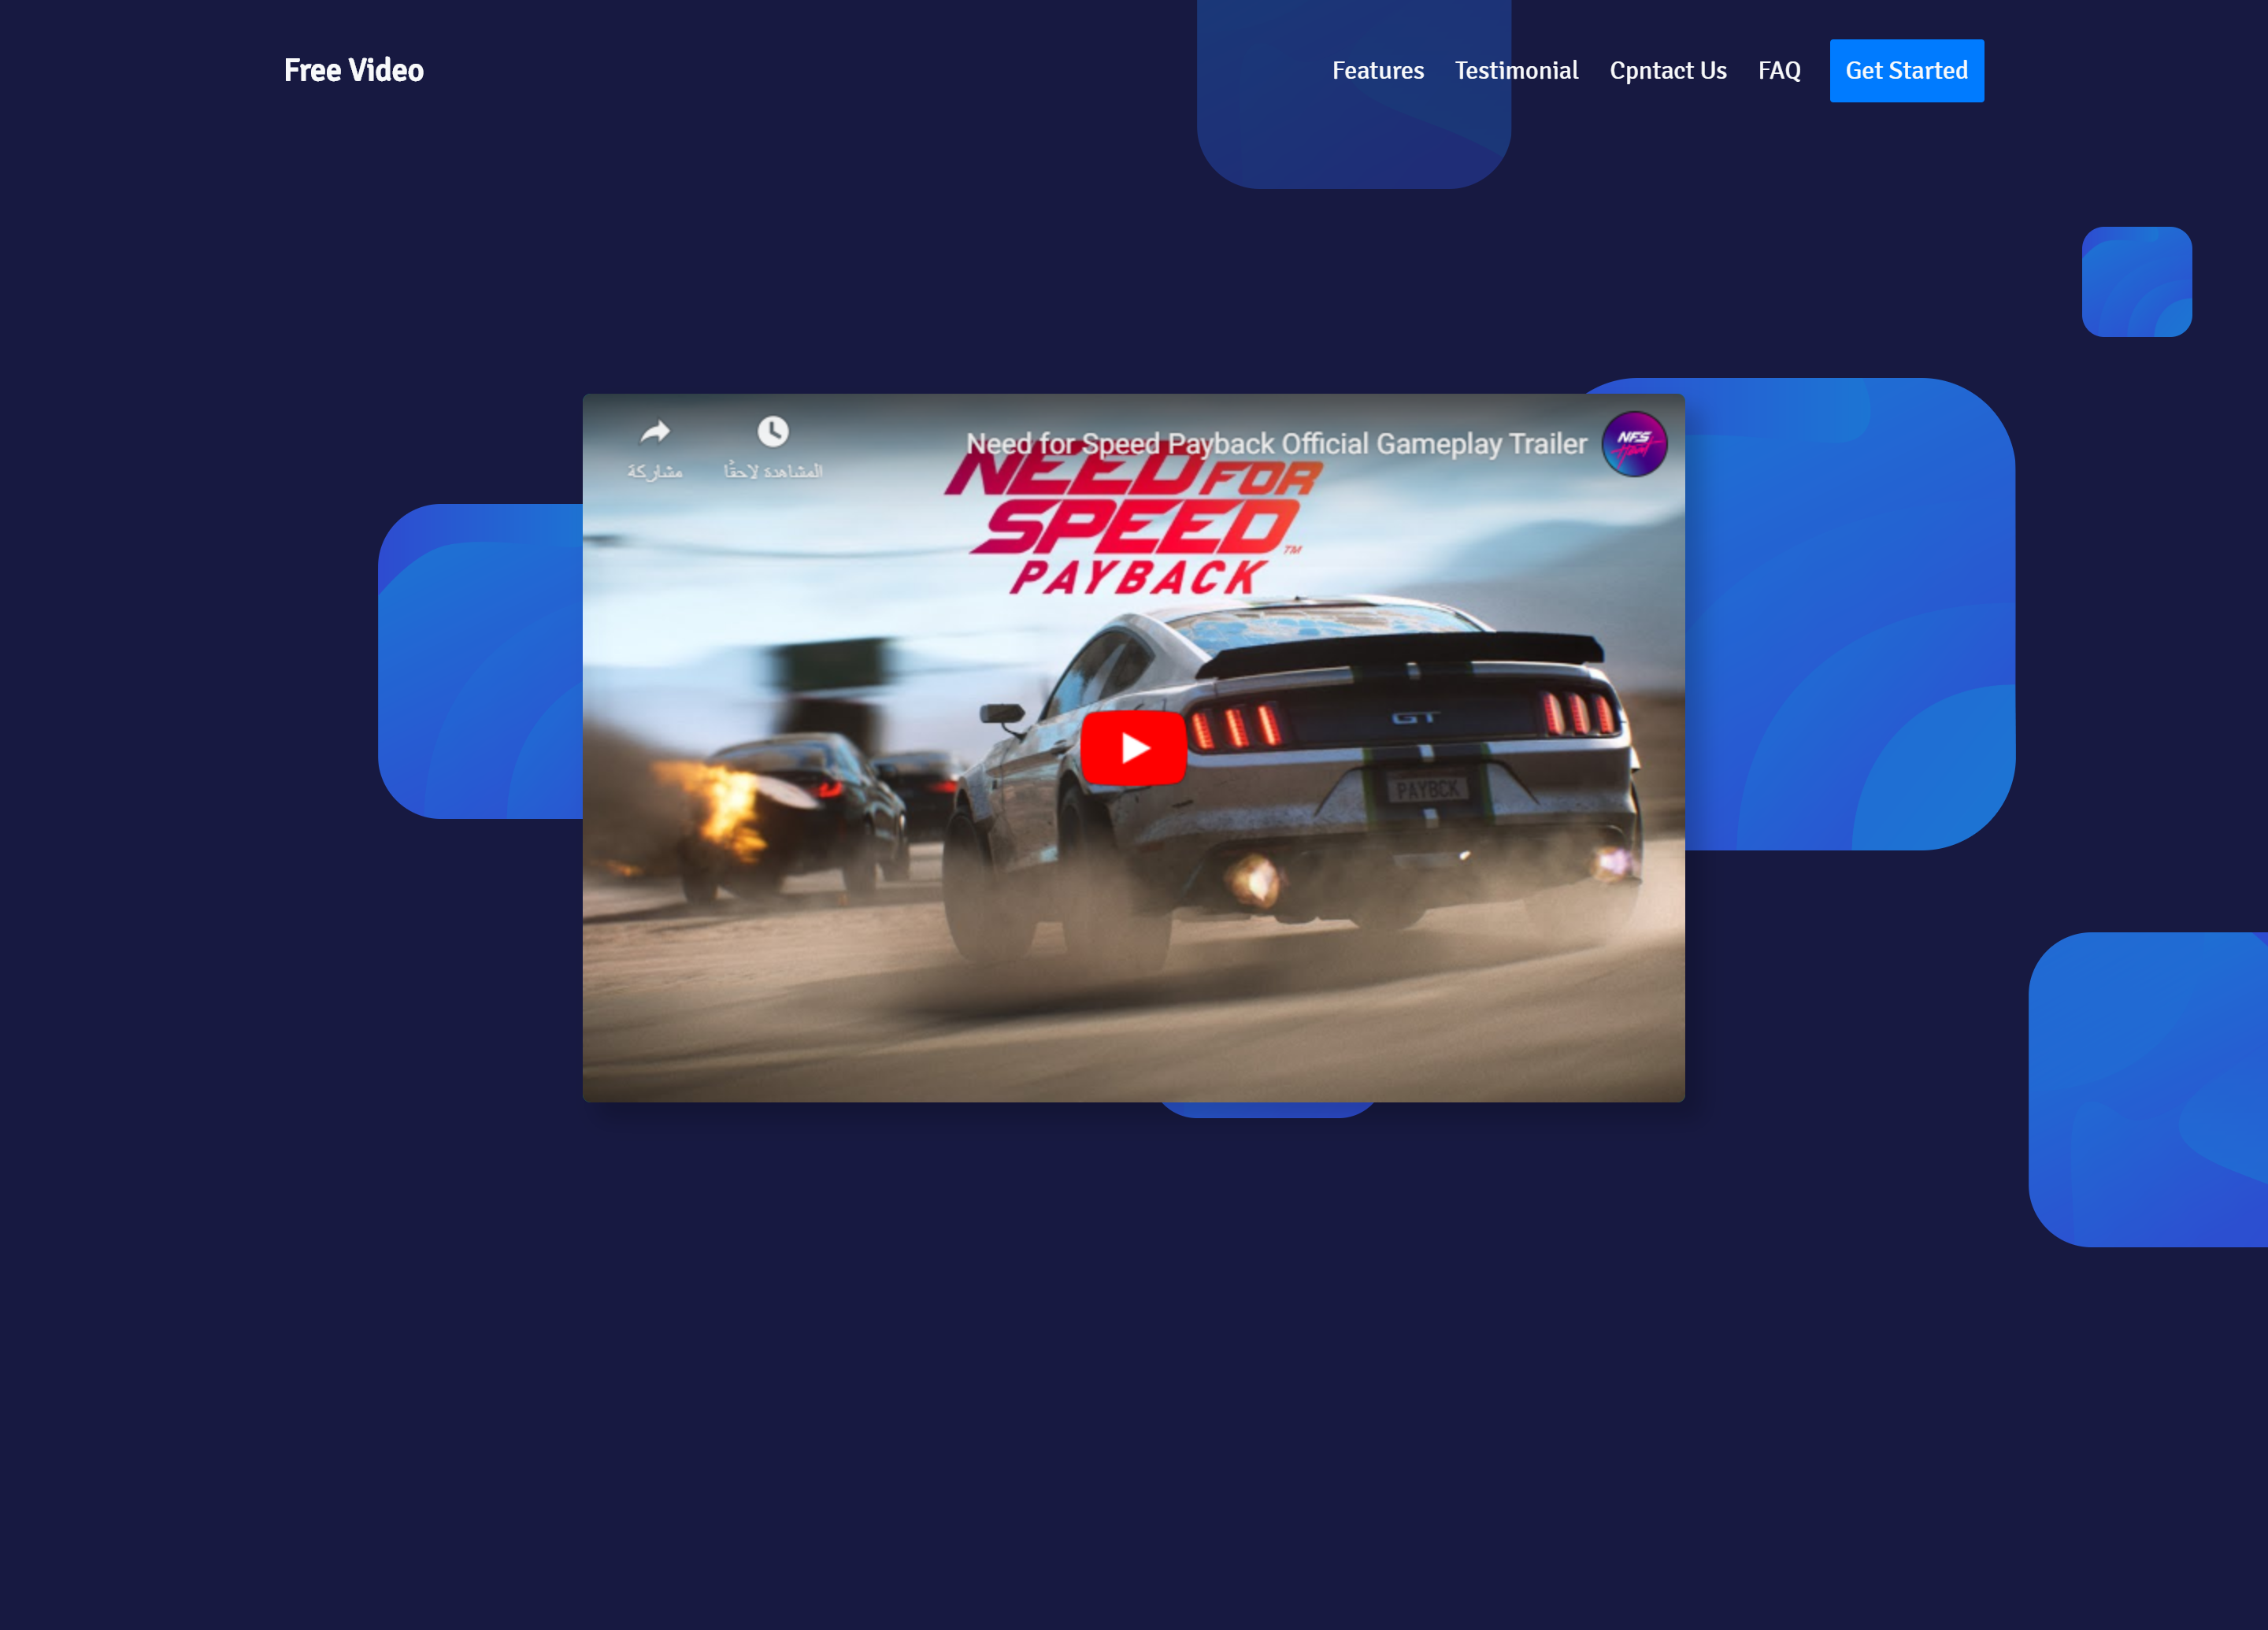 Free Video
Features
Testimonial
Cpntact Us
FAQ
Get Started
مشاركة
المشاهدة لاحقًا
Need for Speed Payback Official Gameplay Trailer
NFS
Heat
NEED FOR
SPEED™
PAYBACK
GT
PAYBCK